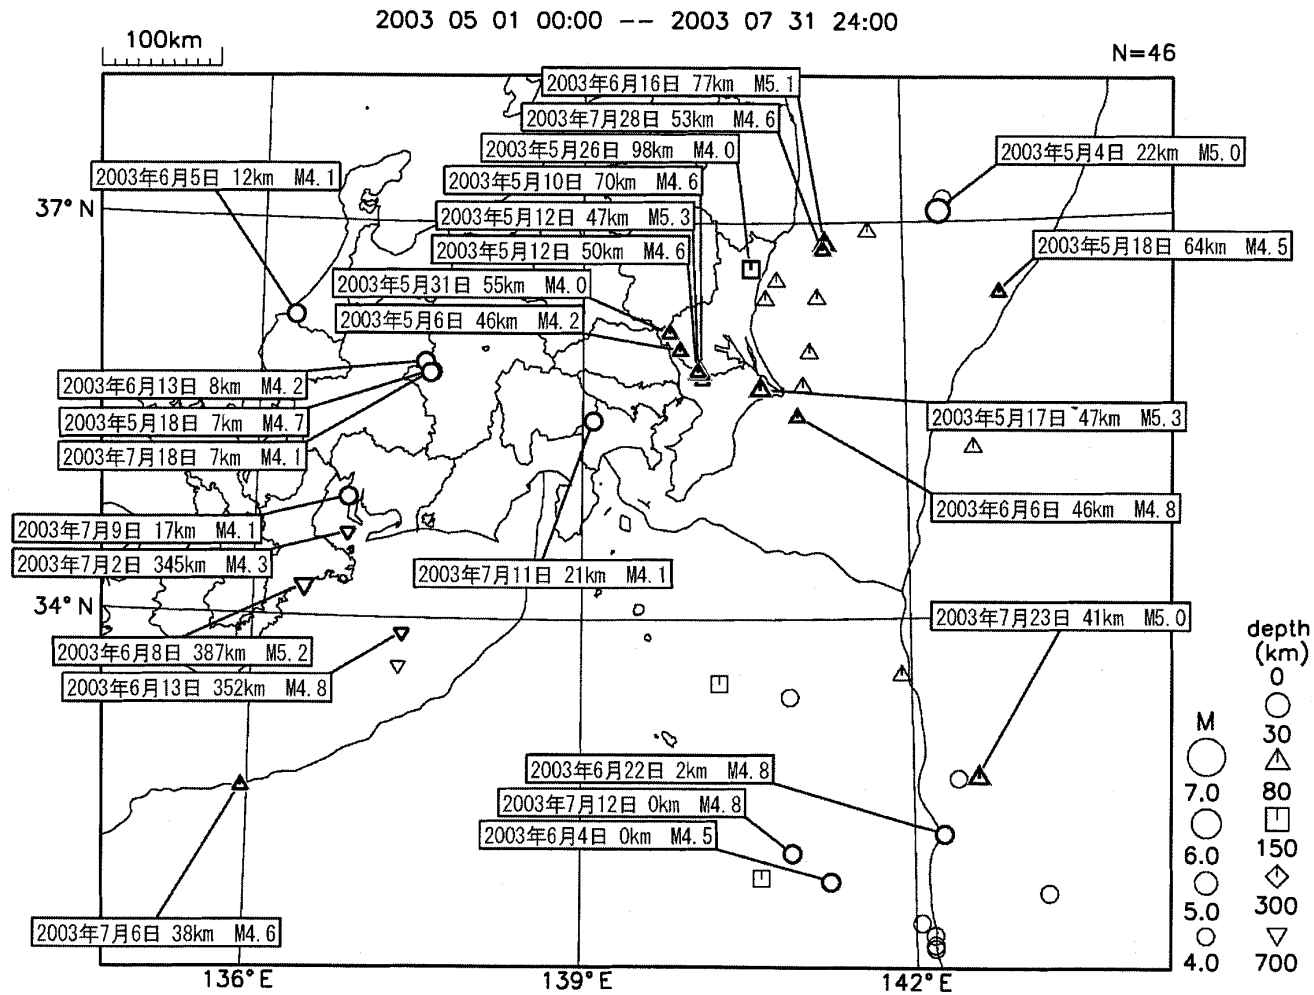 2003 05 01 00:00 -- 2003 07 31 24:00
100km
N=46
2003年6月16日 77km M5.1
2003年7月28日 53km M4.6
2003年5月26日 98km M4.0
2003年5月4日 22km M5.0
2003年6月5日 12km M4.1
2003年5月10日 70km M4.6
37°N
2003年5月12日 47km M5.3
2003年5月18日 64km M4.5
2003年5月12日 50km M4.6
2003年5月31日 55km M4.0
2003年5月6日 46km M4.2
2003年6月13日 8km M4.2
2003年5月18日 7km M4.7
2003年5月17日 47km M5.3
2003年7月18日 7km M4.1
2003年6月6日 46km M4.8
2003年7月9日 17km M4.1
2003年7月2日 345km M4.3
2003年7月11日 21km M4.1
34°N
2003年7月23日 41km M5.0
2003年6月8日 387km M5.2
2003年6月13日 352km M4.8
2003年6月22日 2km M4.8
2003年7月12日 0km M4.8
2003年6月4日 0km M4.5
2003年7月6日 38km M4.6
136°E
139°E
142°E
M
7.0
6.0
5.0
4.0
depth
(km)
0
30
80
150
300
700